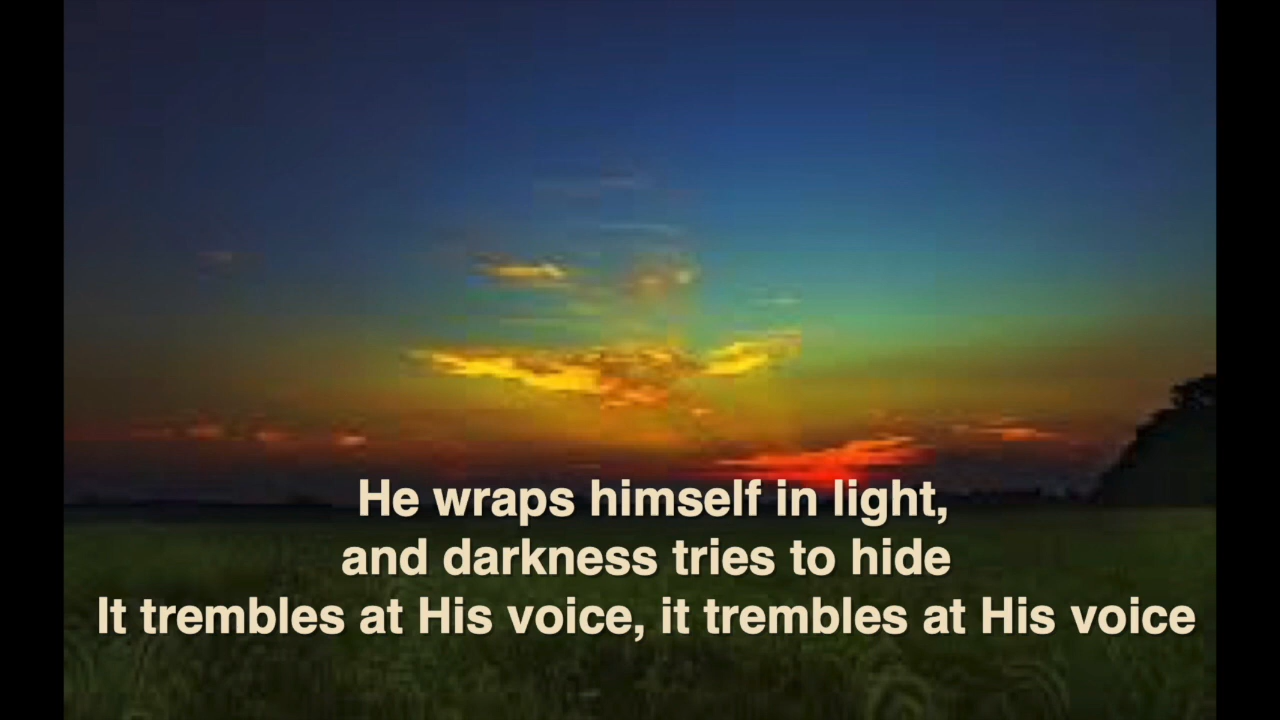 He wraps himself in light,
and darkness tries to hide
It trembles at His voice, it trembles at His voice